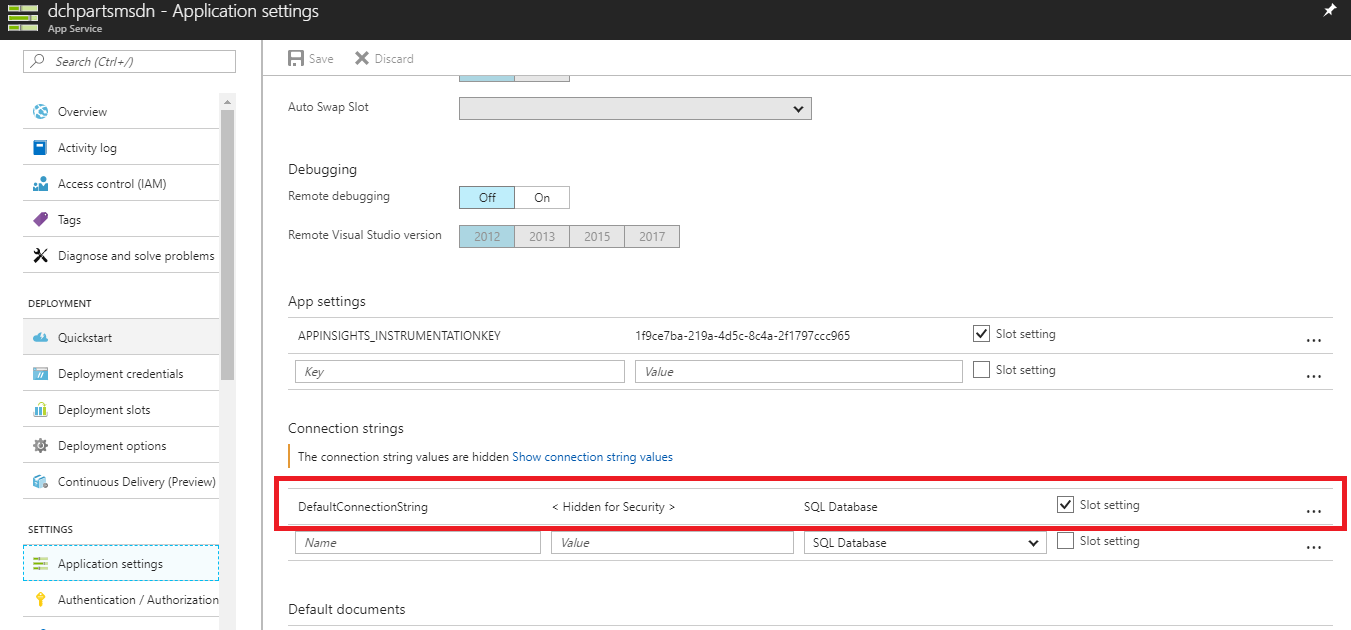 dchpartsmsdn - Application settings
App Service
Search (Ctrl+/)
Overview
Activity log
Access control (IAM)
Tags
Diagnose and solve problems
DEPLOYMENT
Quickstart
Deployment credentials
Deployment slots
Deployment options
Continuous Delivery (Preview)
SETTINGS
Application settings
Authentication / Authorization
Save Discard
Auto Swap Slot
Debugging
Remote debugging Off On
Remote Visual Studio version 2012 2013 2015 2017
App settings
APPINSIGHTS_INSTRUMENTATIONKEY 1f9ce7ba-219a-4d5c-8c4a-2f1797ccc965 Slot setting ...
Key Value Slot setting ...
Connection strings
The connection string values are hidden Show connection string values
DefaultConnectionString < Hidden for Security > SQL Database Slot setting ...
Name Value SQL Database Slot setting ...
Default documents